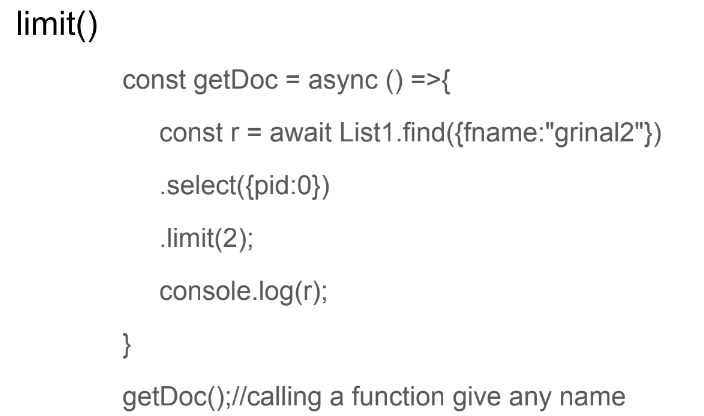 limit()
const getDoc = async () =>{
const r = await List1.find({fname:"grinal2"})
.select({pid:0})
.limit(2);
console.log(r);
}
getDoc();//calling a function give any name